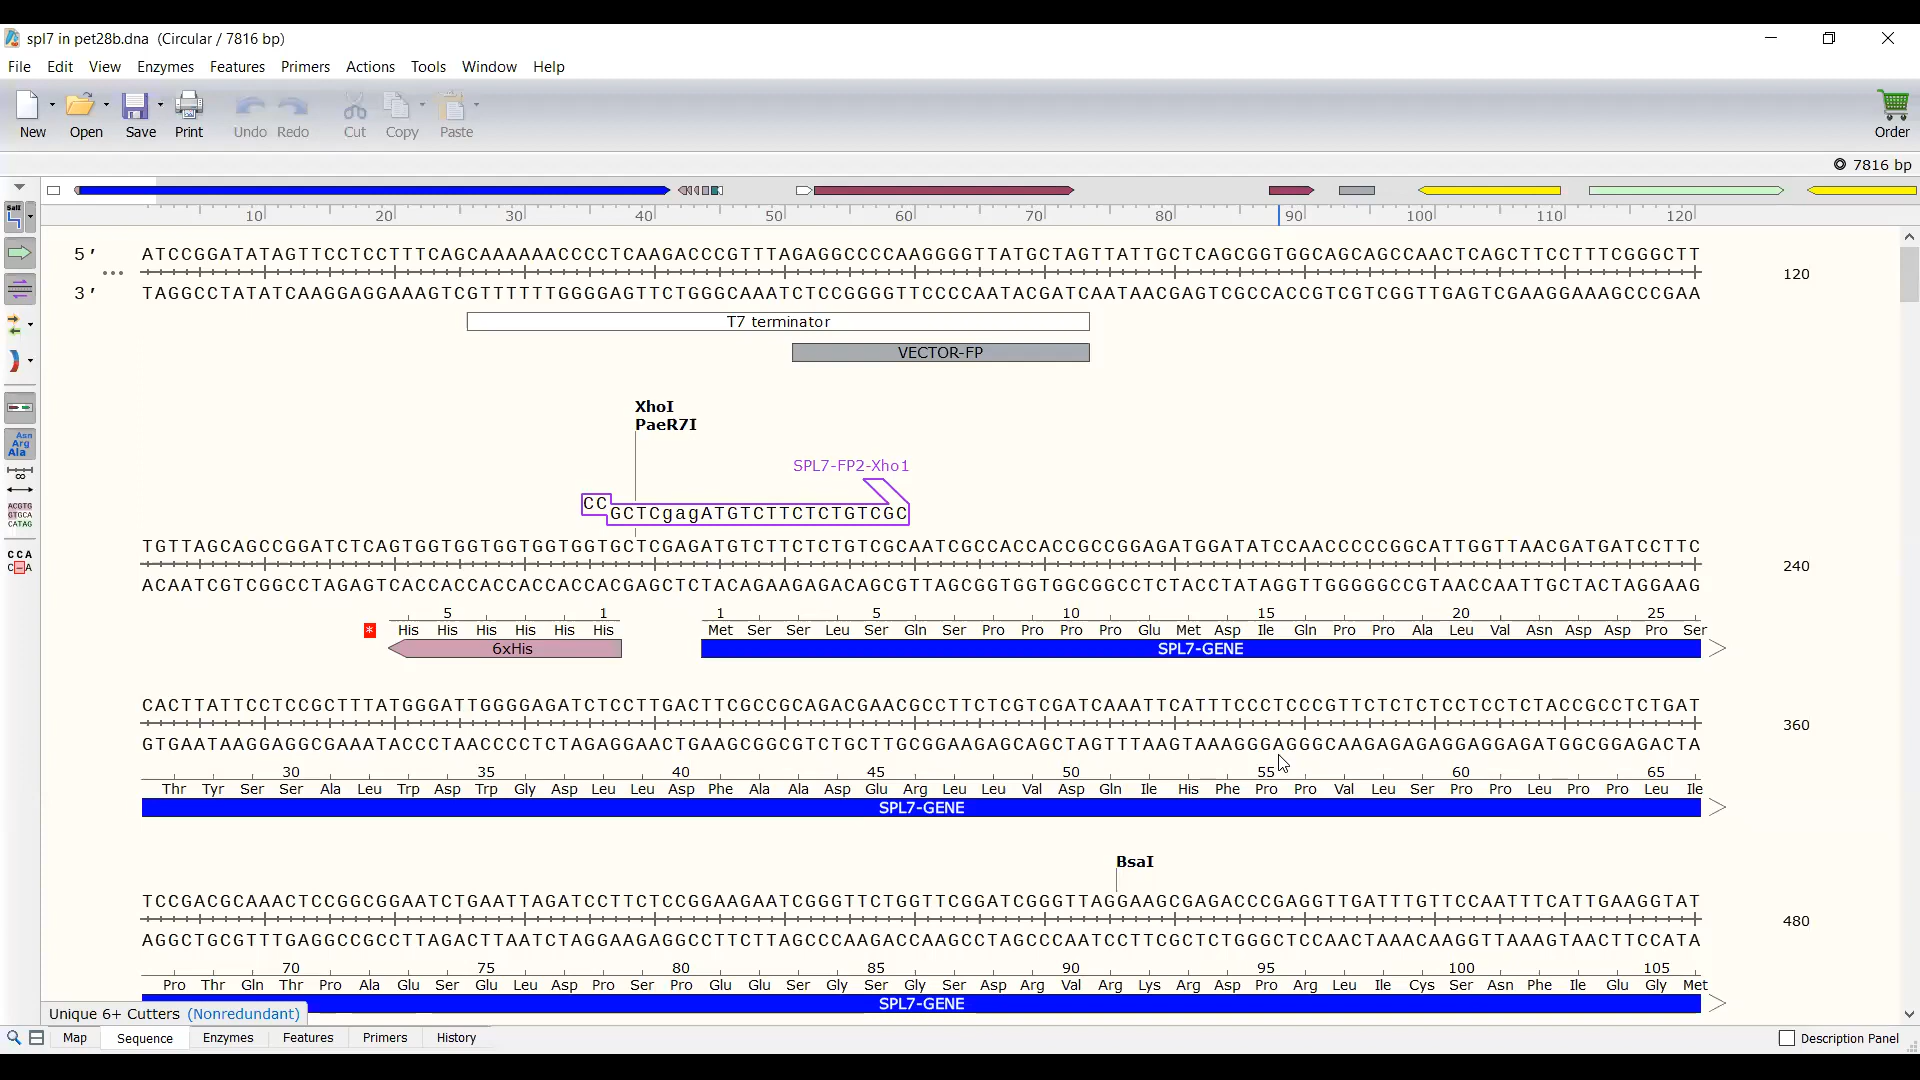 spl7 in pet28b.dna (Circular / 7816 bp)
File Edit View Enzymes Features Primers Actions Tools Window Help
New Open Save Print Undo Redo Cut Copy Paste Order
7816 bp
10 20 30 40 50 60 70 80 90 100 110 120
5’ ATCCGGATATAGTTCCTCCTTTCAGCAAAAAACCCCTCAAGACCCGTTTAGAGGCCCCAAGGGGTTATGCTAGTTATTGCTCAGCGGTGGCAGCAGCCAACTCAGCTTCCTTTCGGGCTT
120
3’ TAGGCCTATATCAAGGAGGAAAGTCGTTTTTTGGGGAGTTCTGGGCAAATCTCCGGGGTTCCCCAATACGATCAATAACGAGTCGCCACCGTCGTCGGTTGAGTCGAAGGAAAGCCCGAA
T7 terminator
VECTOR-FP
XhoI
PaeR7I
SPL7-FP2-Xho1
CC
GCTCgagATGTCTTCTCTGTCGC
TGTTAGCAGCCGGATCTCAGTGGTGGTGGTGGTGGTGCTCGAGATGTCTTCTCTGTCGCAATCGCCACCACCGCCGGAGATGGATATCCAACCCCCGGCATTGGTTAACGATGATCCTTC
240
ACAATCGTCGGCCTAGAGTCACCACCACCACCACCACGAGCTCTACAGAAGAGACAGCGTTAGCGGTGGTGGCGGCCTCTACCTATAGGTTGGGGGCCGTAACCAATTGCTACTAGGAAG
5 1 1 5 10 15 20 25
* His His His His His His Met Ser Ser Leu Ser Gln Ser Pro Pro Pro Pro Glu Met Asp Ile Gln Pro Pro Ala Leu Val Asn Asp Asp Pro Ser
6xHis SPL7-GENE
CACTTATTCCTCCGCTTTATGGGATTGGGGAGATCTCCTTGACTTCGCCGCAGACGAACGCCTTCTCGTCGATCAAATTCATTTCCCTCCCGTTCTCTCTCCTCCTCTACCGCCTCTGAT
360
GTGAATAAGGAGGCGAAATACCCTAACCCCTCTAGAGGAACTGAAGCGGCGTCTGCTTGCGGAAGAGCAGCTAGTTTAAGTAAAGGGAGGGCAAGAGAGAGGAGGAGATGGCGGAGACTA
30 35 40 45 50 55 60 65
Thr Tyr Ser Ser Ala Leu Trp Asp Trp Gly Asp Leu Leu Asp Phe Ala Ala Asp Glu Arg Leu Leu Val Asp Gln Ile His Phe Pro Pro Val Leu Ser Pro Pro Leu Pro Pro Leu Ile
SPL7-GENE
BsaI
TCCGACGCAAACTCCGGCGGAATCTGAATTAGATCCTTCTCCGGAAGAATCGGGTTCTGGTTCGGATCGGGTTAGGAAGCGAGACCCGAGGTTGATTTGTTCCAATTTCATTGAAGGTAT
480
AGGCTGCGTTTGAGGCCGCCTTAGACTTAATCTAGGAAGAGGCCTTCTTAGCCCAAGACCAAGCCTAGCCCAATCCTTCGCTCTGGGCTCCAACTAAACAAGGTTAAAGTAACTTCCATA
70 75 80 85 90 95 100 105
Pro Thr Gln Thr Pro Ala Glu Ser Glu Leu Asp Pro Ser Pro Glu Glu Ser Gly Ser Gly Ser Asp Arg Val Arg Lys Arg Asp Pro Arg Leu Ile Cys Ser Asn Phe Ile Glu Gly Met
SPL7-GENE
Unique 6+ Cutters (Nonredundant)
Map Sequence Enzymes Features Primers History Description Panel